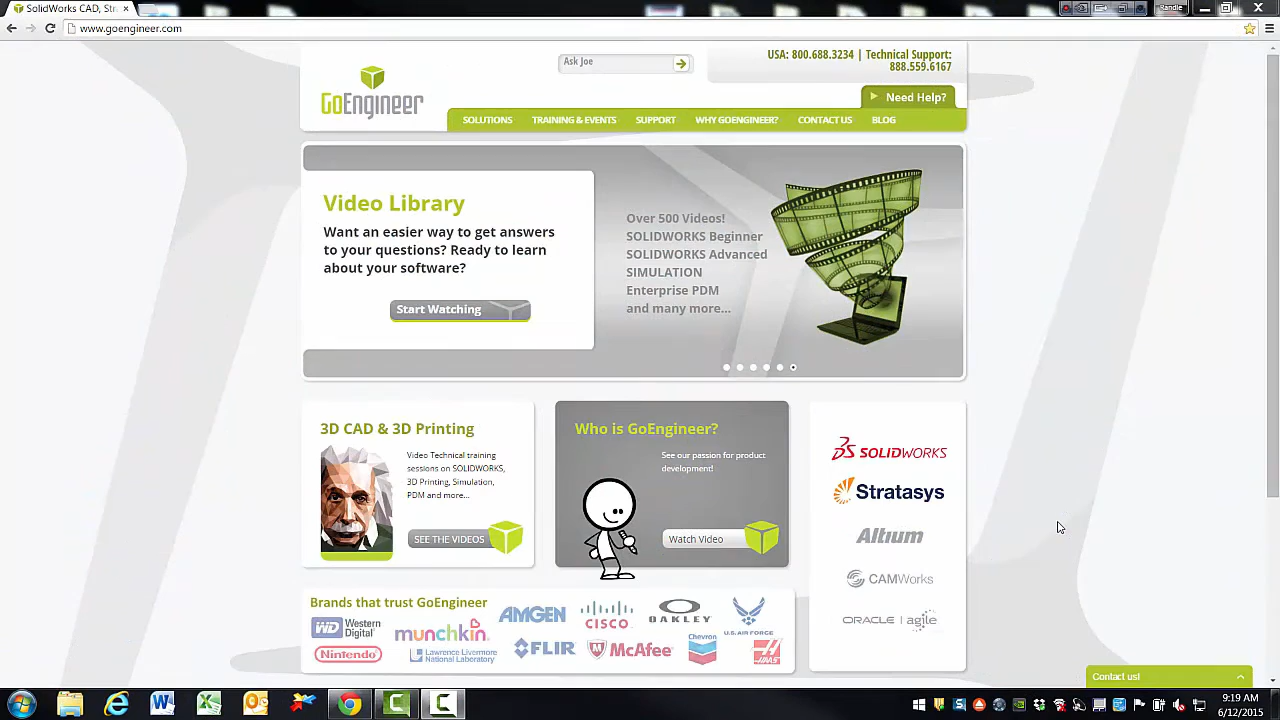 SolidWorks CAD, Str
Randie
www.goengineer.com
GoEngineer
Ask Joe
USA: 800.688.3234 | Technical Support:
888.559.6167
Need Help?
SOLUTIONS TRAINING & EVENTS SUPPORT WHY GOENGINEER? CONTACT US BLOG
Video Library
Want an easier way to get answers
to your questions? Ready to learn
about your software?
Start Watching
Over 500 Videos!
SOLIDWORKS Beginner
SOLIDWORKS Advanced
SIMULATION
Enterprise PDM
and many more...
3D CAD & 3D Printing
Video Technical training
sessions on SOLIDWORKS,
3D Printing, Simulation,
PDM and more...
SEE THE VIDEOS
Who is GoEngineer?
See our passion for product
development!
Watch Video
SOLIDWORKS
Stratasys
Altium
CAMWorks
ORACLE | agile
Brands that trust GoEngineer
WD Western
Digital
munchkin
AMGEN
CISCO
OAKLEY
U.S. AIR FORCE
Nintendo
Lawrence Livermore
National Laboratory
FLIR
McAfee
Chevron
HAAS
Contact us!
9:19 AM
6/12/2015